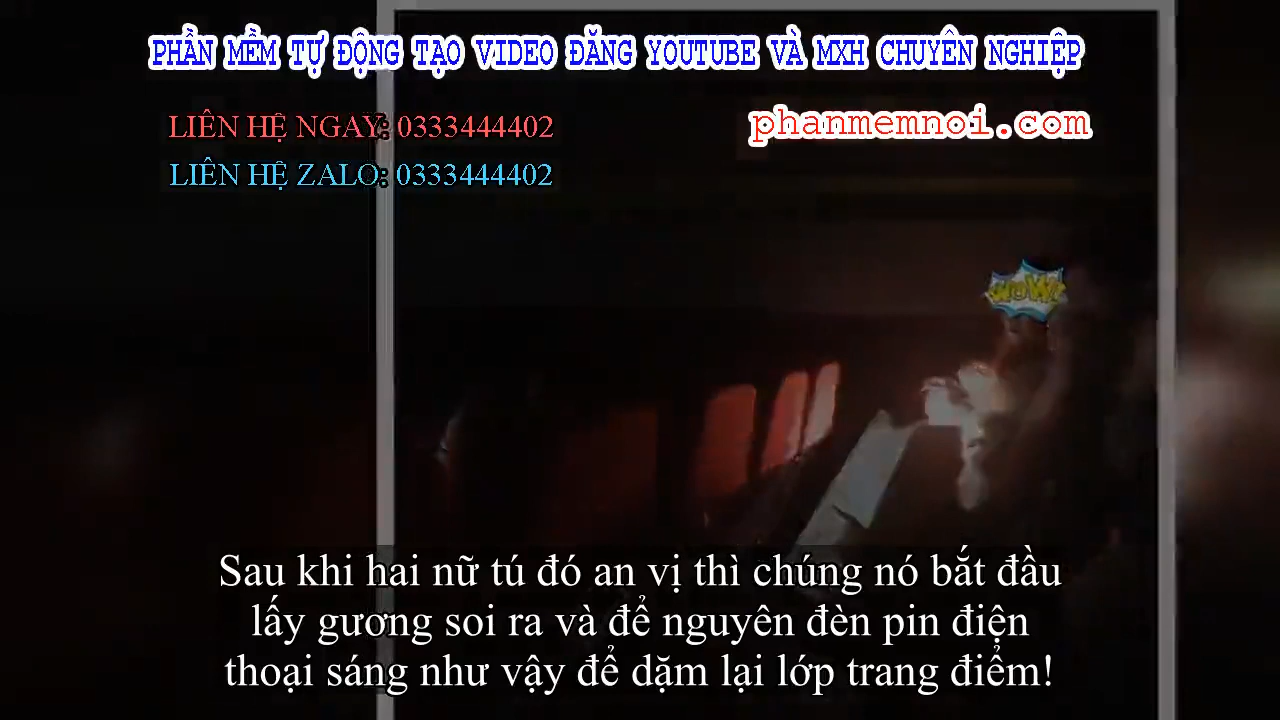 PHẦN MỀM TỰ ĐỘNG TẠO VIDEO ĐĂNG YOUTUBE VÀ MXH CHUYÊN NGHIỆP
LIÊN HỆ NGAY: 0333444402
phanmemnoi.com
LIÊN HỆ ZALO: 0333444402
WOW!
Sau khi hai nữ tú đó an vị thì chúng nó bắt đầu
lấy gương soi ra và để nguyên đèn pin điện
thoại sáng như vậy để dặm lại lớp trang điểm!